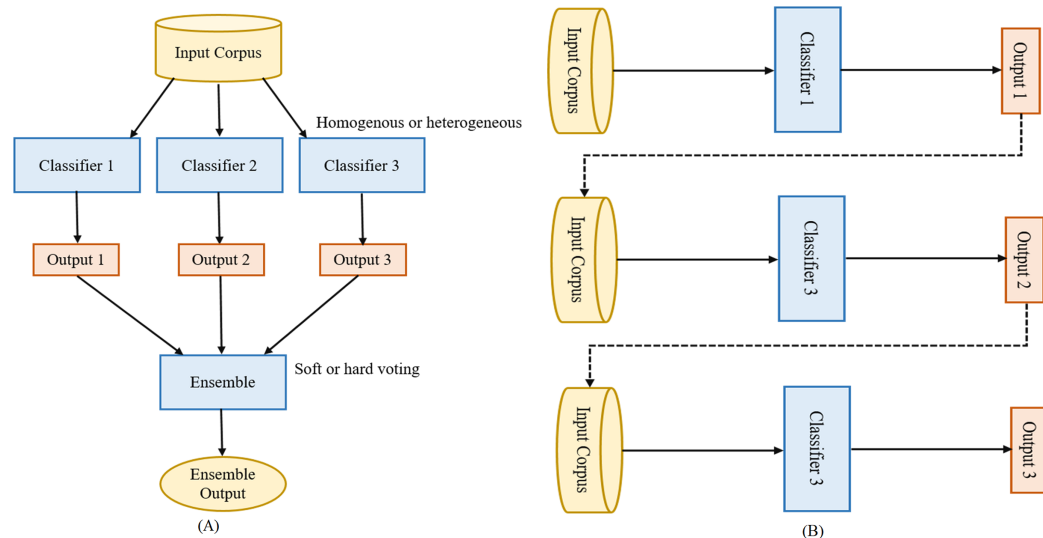 Input Corpus
Homogenous or heterogeneous
Classifier 1
Classifier 2
Classifier 3
Output 1
Output 2
Output 3
Ensemble
Soft or hard voting
Ensemble
Output
(A)
Input Corpus
Classifier 1
Output 1
Input Corpus
Classifier 3
Output 2
Input Corpus
Classifier 3
Output 3
(B)